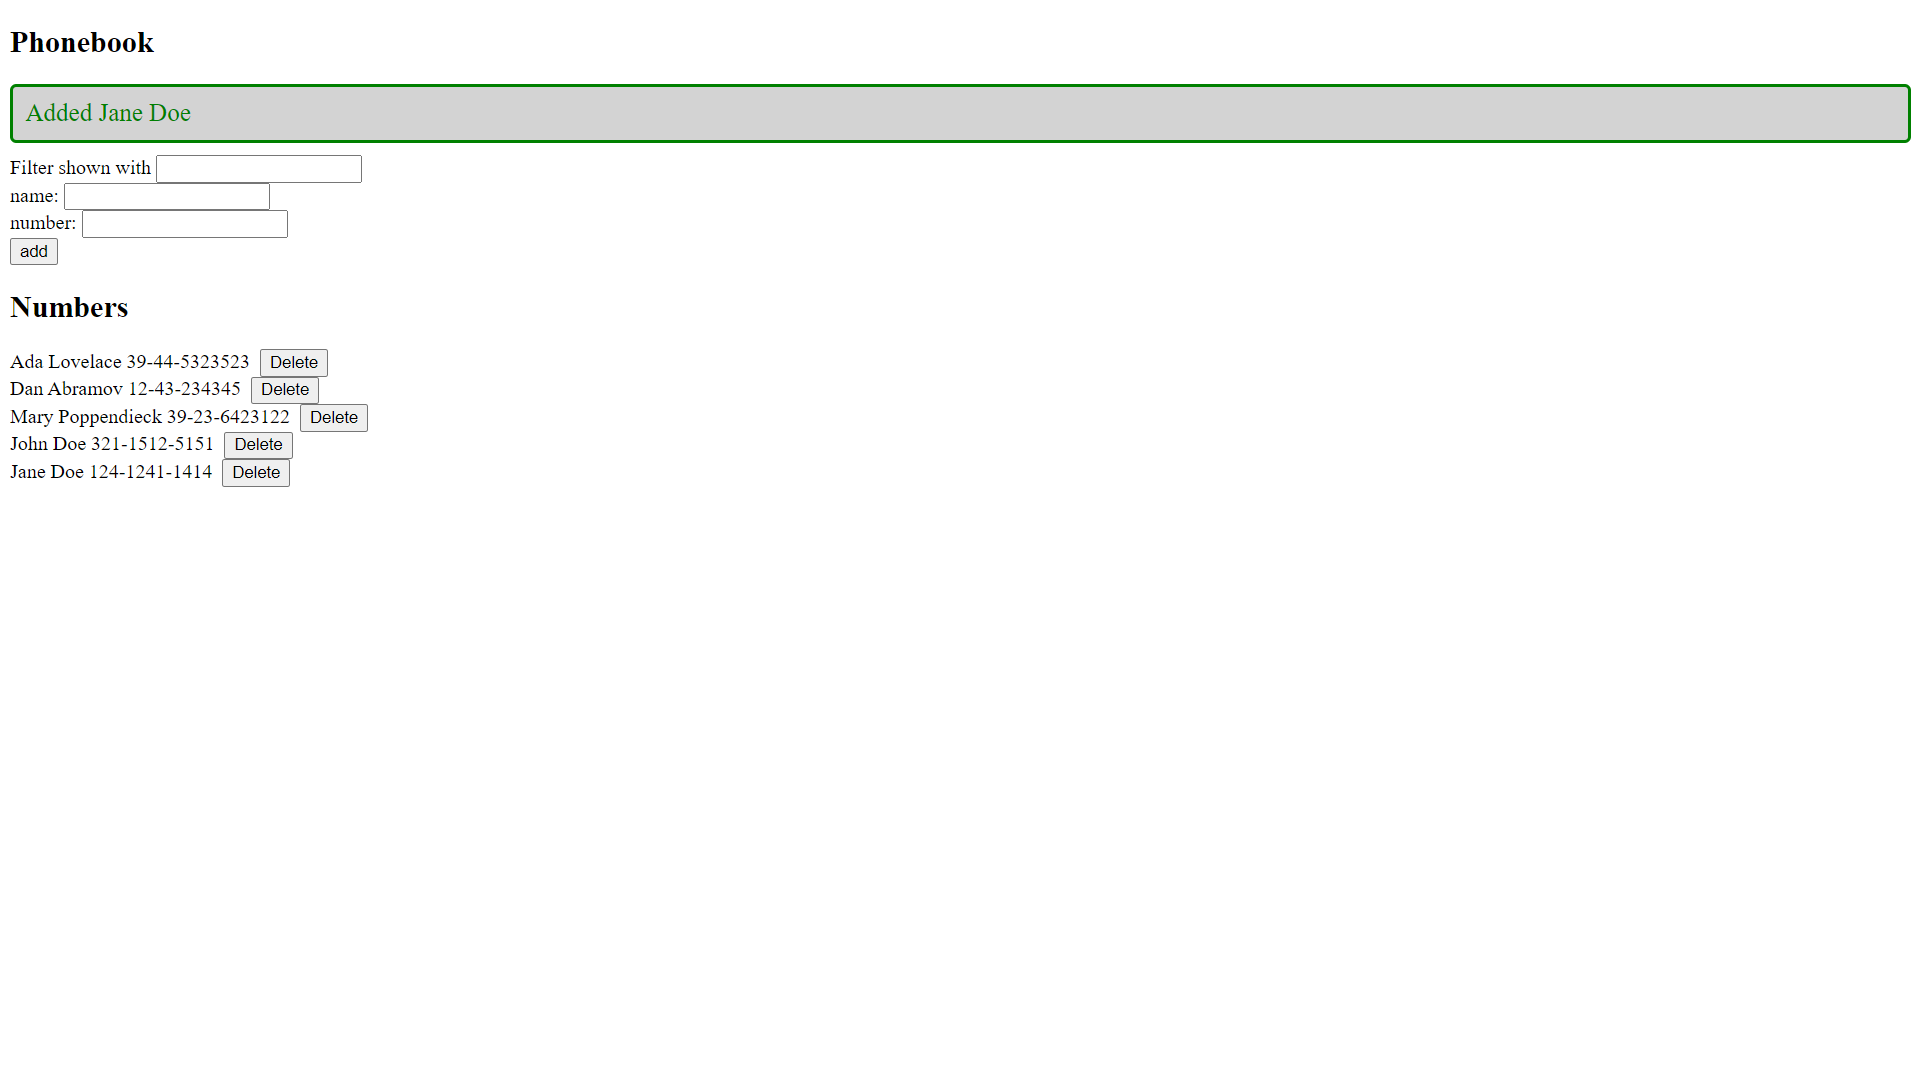 Phonebook
Added Jane Doe
Filter shown with
name:
number:
add
Numbers
Ada Lovelace 39-44-5323523 Delete
Dan Abramov 12-43-234345 Delete
Mary Poppendieck 39-23-6423122 Delete
John Doe 321-1512-5151 Delete
Jane Doe 124-1241-1414 Delete